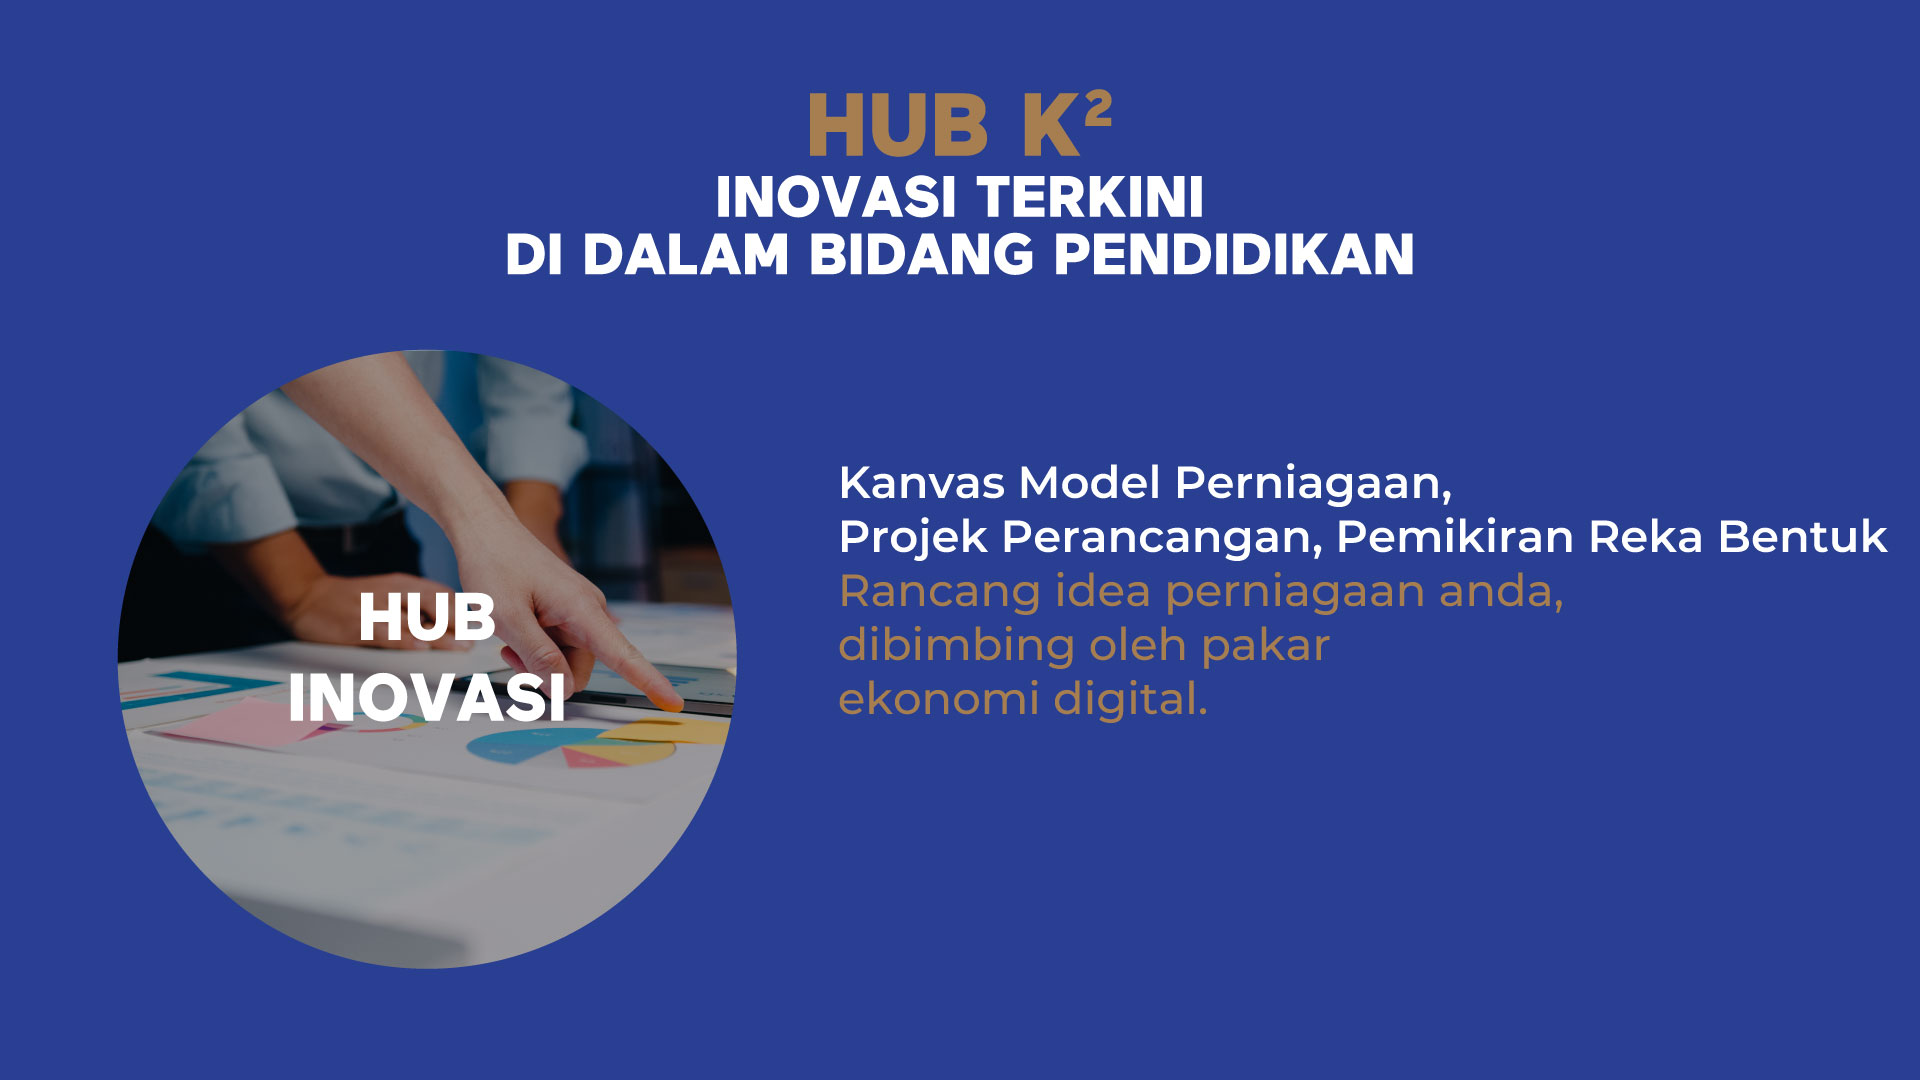 HUB K²
INOVASI TERKINI
DI DALAM BIDANG PENDIDIKAN
HUB
INOVASI
Kanvas Model Perniagaan,
Projek Perancangan, Pemikiran Reka Bentuk
Rancang idea perniagaan anda,
dibimbing oleh pakar
ekonomi digital.